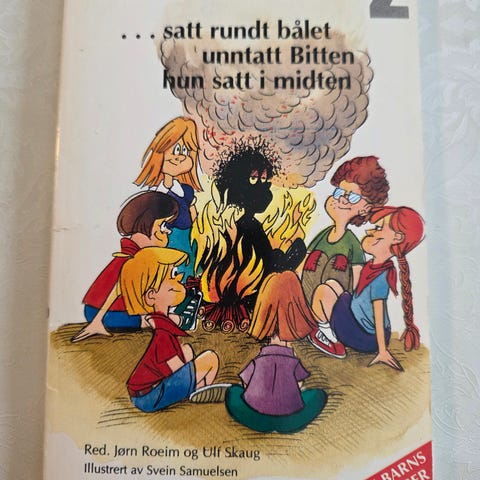 2
... satt rundt bålet
unntatt Bitten
hun satt i midten
Red. Jørn Roeim og Ulf Skaug
Illustrert av Svein Samuelsen
BARNS